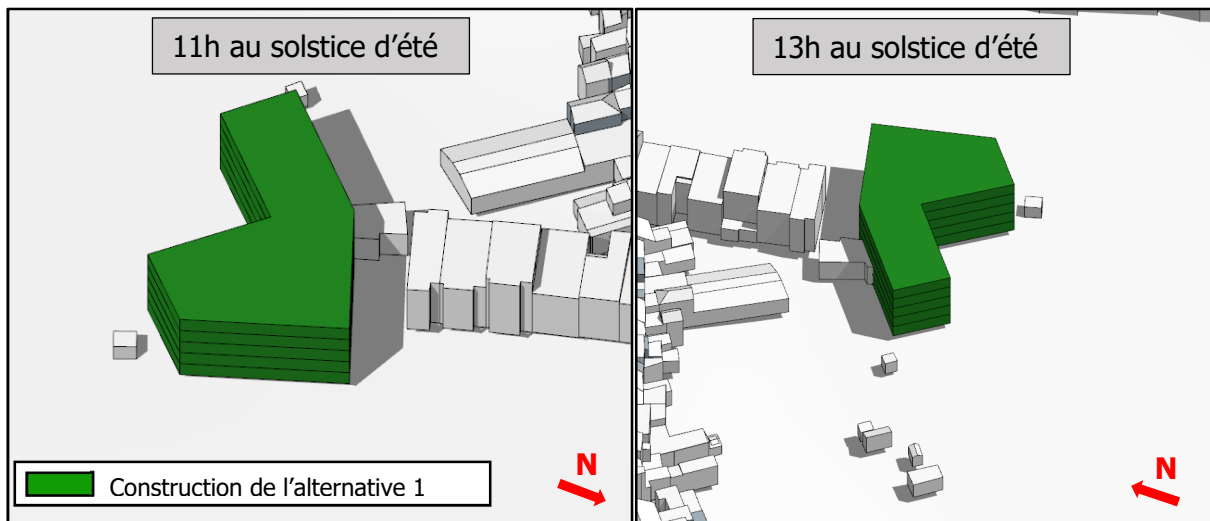 11h au solstice d’été
13h au solstice d’été
Construction de l’alternative 1
N
N